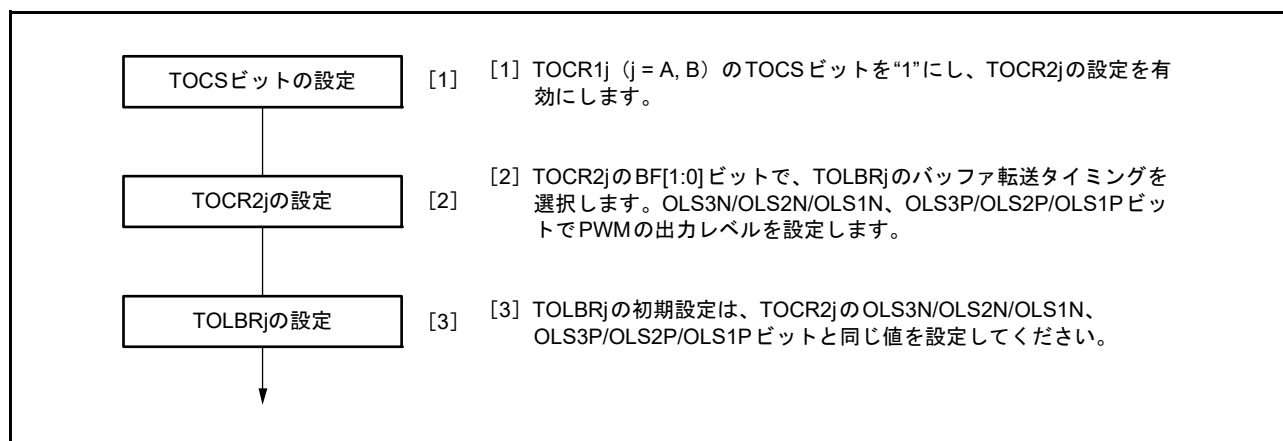 TOCSビットの設定 [1]
[1] TOCR1j(j = A, B)のTOCSビットを“1”にし、TOCR2jの設定を有
効にします。
TOCR2jの設定 [2]
[2] TOCR2jのBF[1:0]ビットで、TOLBRjのバッファ転送タイミングを
選択します。OLS3N/OLS2N/OLS1N、OLS3P/OLS2P/OLS1Pビッ
トでPWMの出力レベルを設定します。
TOLBRjの設定 [3]
[3] TOLBRjの初期設定は、TOCR2jのOLS3N/OLS2N/OLS1N、
OLS3P/OLS2P/OLS1Pビットと同じ値を設定してください。